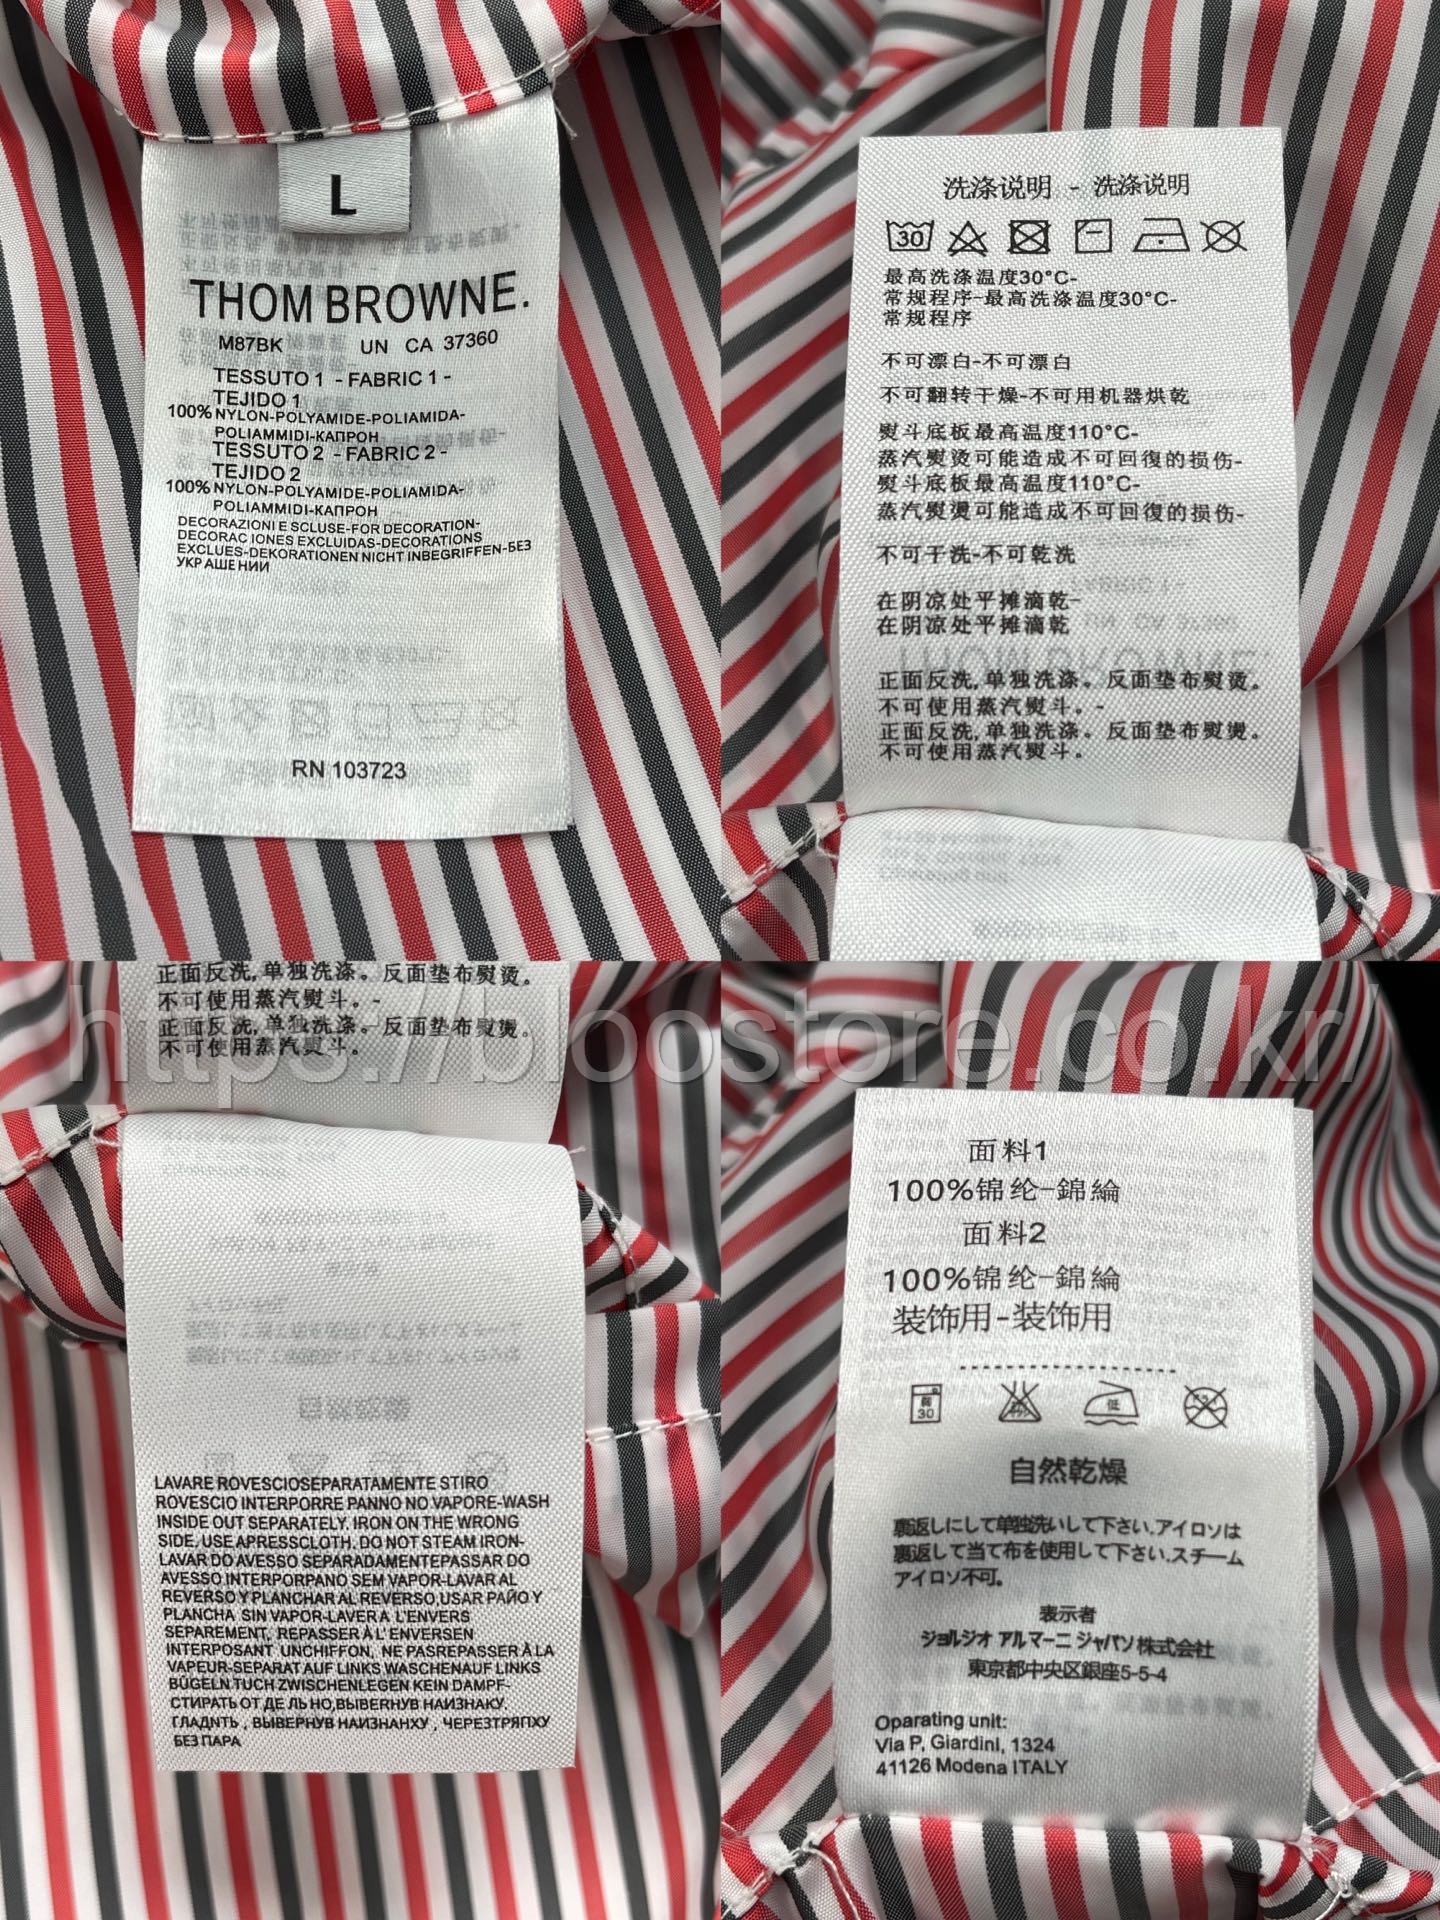 L
THOM BROWNE.
M87BK UN CA 37360
TESSUTO 1 - FABRIC 1 -
TEJIDO 1
100% NYLON-POLYAMIDE-POLIAMIDA-
POLIAMMIDI-КАПРОН
TESSUTO 2 - FABRIC 2 -
TEJIDO 2
100% NYLON-POLYAMIDE-POLIAMIDA-
POLIAMMIDI-КАПРОН
DECORAZIONI E SCLUSE-FOR DECORATION-
DECORAC IONES EXCLUIDAS-DECORATIONS
EXCLUES-DEKORATIONEN NICHT INBEGRIFFEN-БЕЗ
УКР АШЕ НИИ
RN 103723
洗涤说明 - 洗涤说明
30
最高洗涤温度30°C-
常规程序-最高洗涤温度30°C-
常规程序
不可漂白-不可漂白
不可翻转干燥-不可用机器烘乾
熨斗底板最高温度110°C-
蒸汽熨烫可能造成不可回復的损伤-
熨斗底板最高温度110°C-
蒸汽熨燙可能造成不可回復的损伤-
不可干洗-不可乾洗
在阴凉处平摊滴乾-
在阴凉处平摊滴乾
正面反洗,单独洗涤。反面垫布熨烫。
不可使用蒸汽熨斗。-
正面反洗,单独洗涤。反面垫布熨燙。
不可使用蒸汽熨斗。
正面反洗,单独洗涤。反面垫布熨烫。
不可使用蒸汽熨斗。-
正面反洗,单独洗涤。反面垫布熨燙。
不可使用蒸汽熨斗。
https://bloostore.co.kr/
LAVARE ROVESCIOSEPARATAMENTE STIRO
ROVESCIO INTERPORRE PANNO NO VAPORE-WASH
INSIDE OUT SEPARATELY. IRON ON THE WRONG
SIDE, USE APRESSCLOTH. DO NOT STEAM IRON-
LAVAR DO AVESSO SEPARADAMENTEPASSAR DO
AVESSO INTERPORPANO SEM VAPOR-LAVAR AL
REVERSO Y PLANCHAR AL REVERSO,USAR PAÑO Y
PLANCHA SIN VAPOR-LAVER A L'ENVERS
SEPAREMENT, REPASSER À L'ENVERSEN
INTERPOSANT UNCHIFFON, NE PASREPASSER À LA
VAPEUR-SEPARAT AUF LINKS WASCHENAUF LINKS
BÜGELN TUCH ZWISCHENLEGEN KEIN DAMPF-
СТИРАТЬ ОТ ДЕ ЛЬ НО,ВЫВЕРНУВ НАИЗНАКУ.
ГЛАДНТЬ , ВЫВЕРНУВ НАИЗНАНХУ , ЧЕРЕЗТРЯПХУ
БЕЗ ПАРА
面料1
100%锦纶-錦綸
面料2
100%锦纶-錦綸
装饰用-装饰用
30
低
自然乾燥
裏返しにして単独洗いして下さい.アイロソは
裏返して当て布を使用して下さい.スチーム
アイロソ不可.
表示者
ジョルジオ アルマーニ ジャパソ株式会社
東京都中央区銀座5-5-4
Oparating unit:
Via P, Giardinl, 1324
41126 Modena ITALY